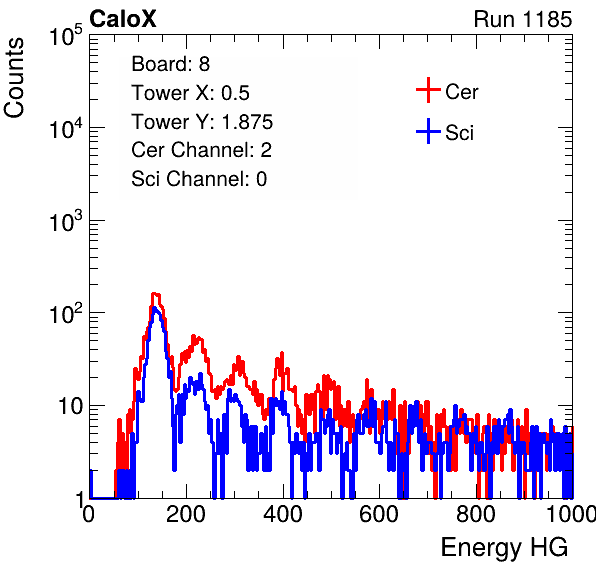 CaloX Run 1185
Counts
Board: 8
Tower X: 0.5
Tower Y: 1.875
Cer Channel: 2
Sci Channel: 0
Cer
Sci
10^5
10^4
10^3
10^2
10
1
0 200 400 600 800 1000
Energy HG